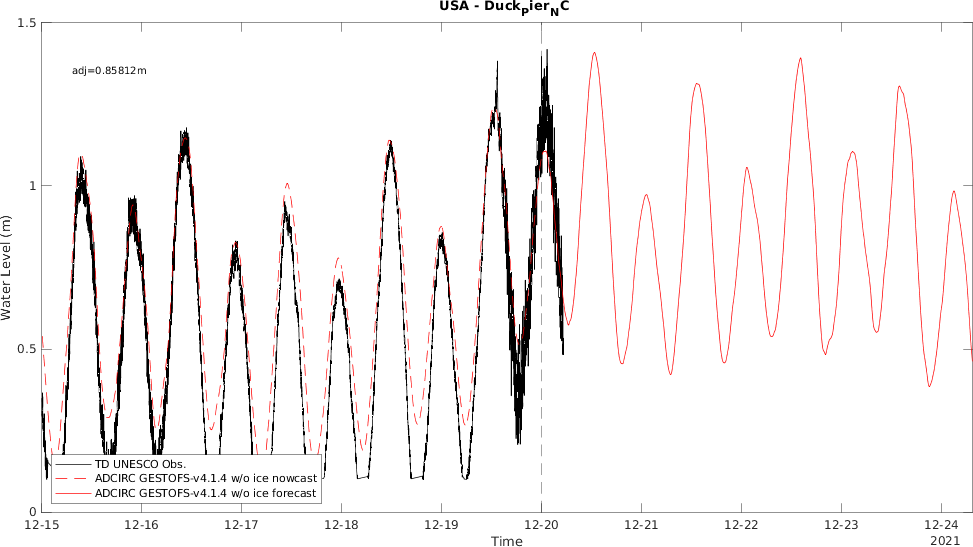 USA - DuckPierNC
1.5
adj=0.85812m
1
Water Level (m)
0.5
TD UNESCO Obs.
ADCIRC GESTOFS-v4.1.4 w/o ice nowcast
ADCIRC GESTOFS-v4.1.4 w/o ice forecast
0
12-15 12-16 12-17 12-18 12-19 12-20 12-21 12-22 12-23 12-24
Time
2021